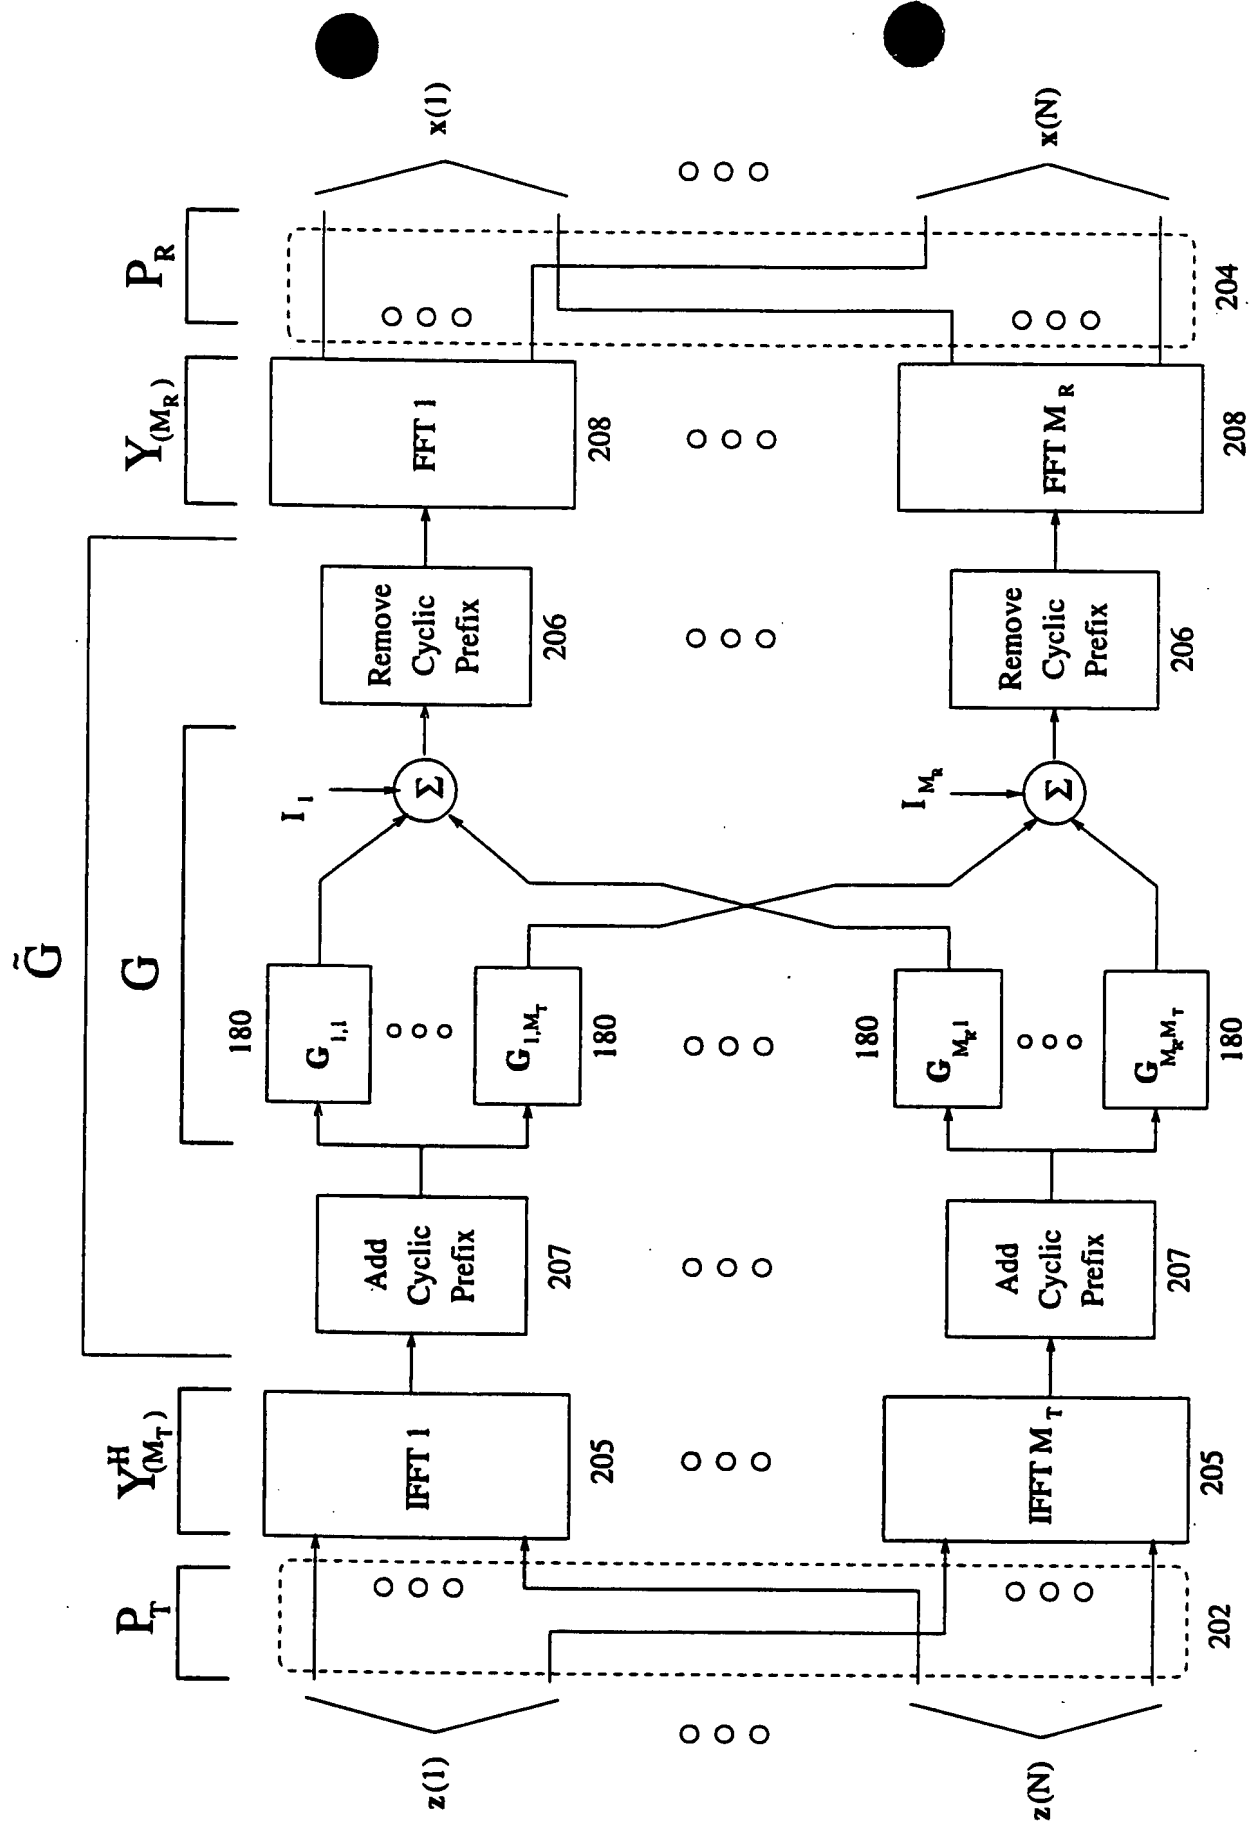 G̃
G
P_T
Y^H_(M_T)
Y_(M_R)
P_R
z(1)
IFFT 1
205
Add
Cyclic
Prefix
207
180
G_1,1
G_1,M_T
180
I_1
Σ
Remove
Cyclic
Prefix
206
FFT 1
208
x(1)
z(N)
IFFT M_T
205
Add
Cyclic
Prefix
207
180
G_M_R,1
G_M_R,M_T
180
I_M_R
Σ
Remove
Cyclic
Prefix
206
FFT M_R
208
x(N)
202
204